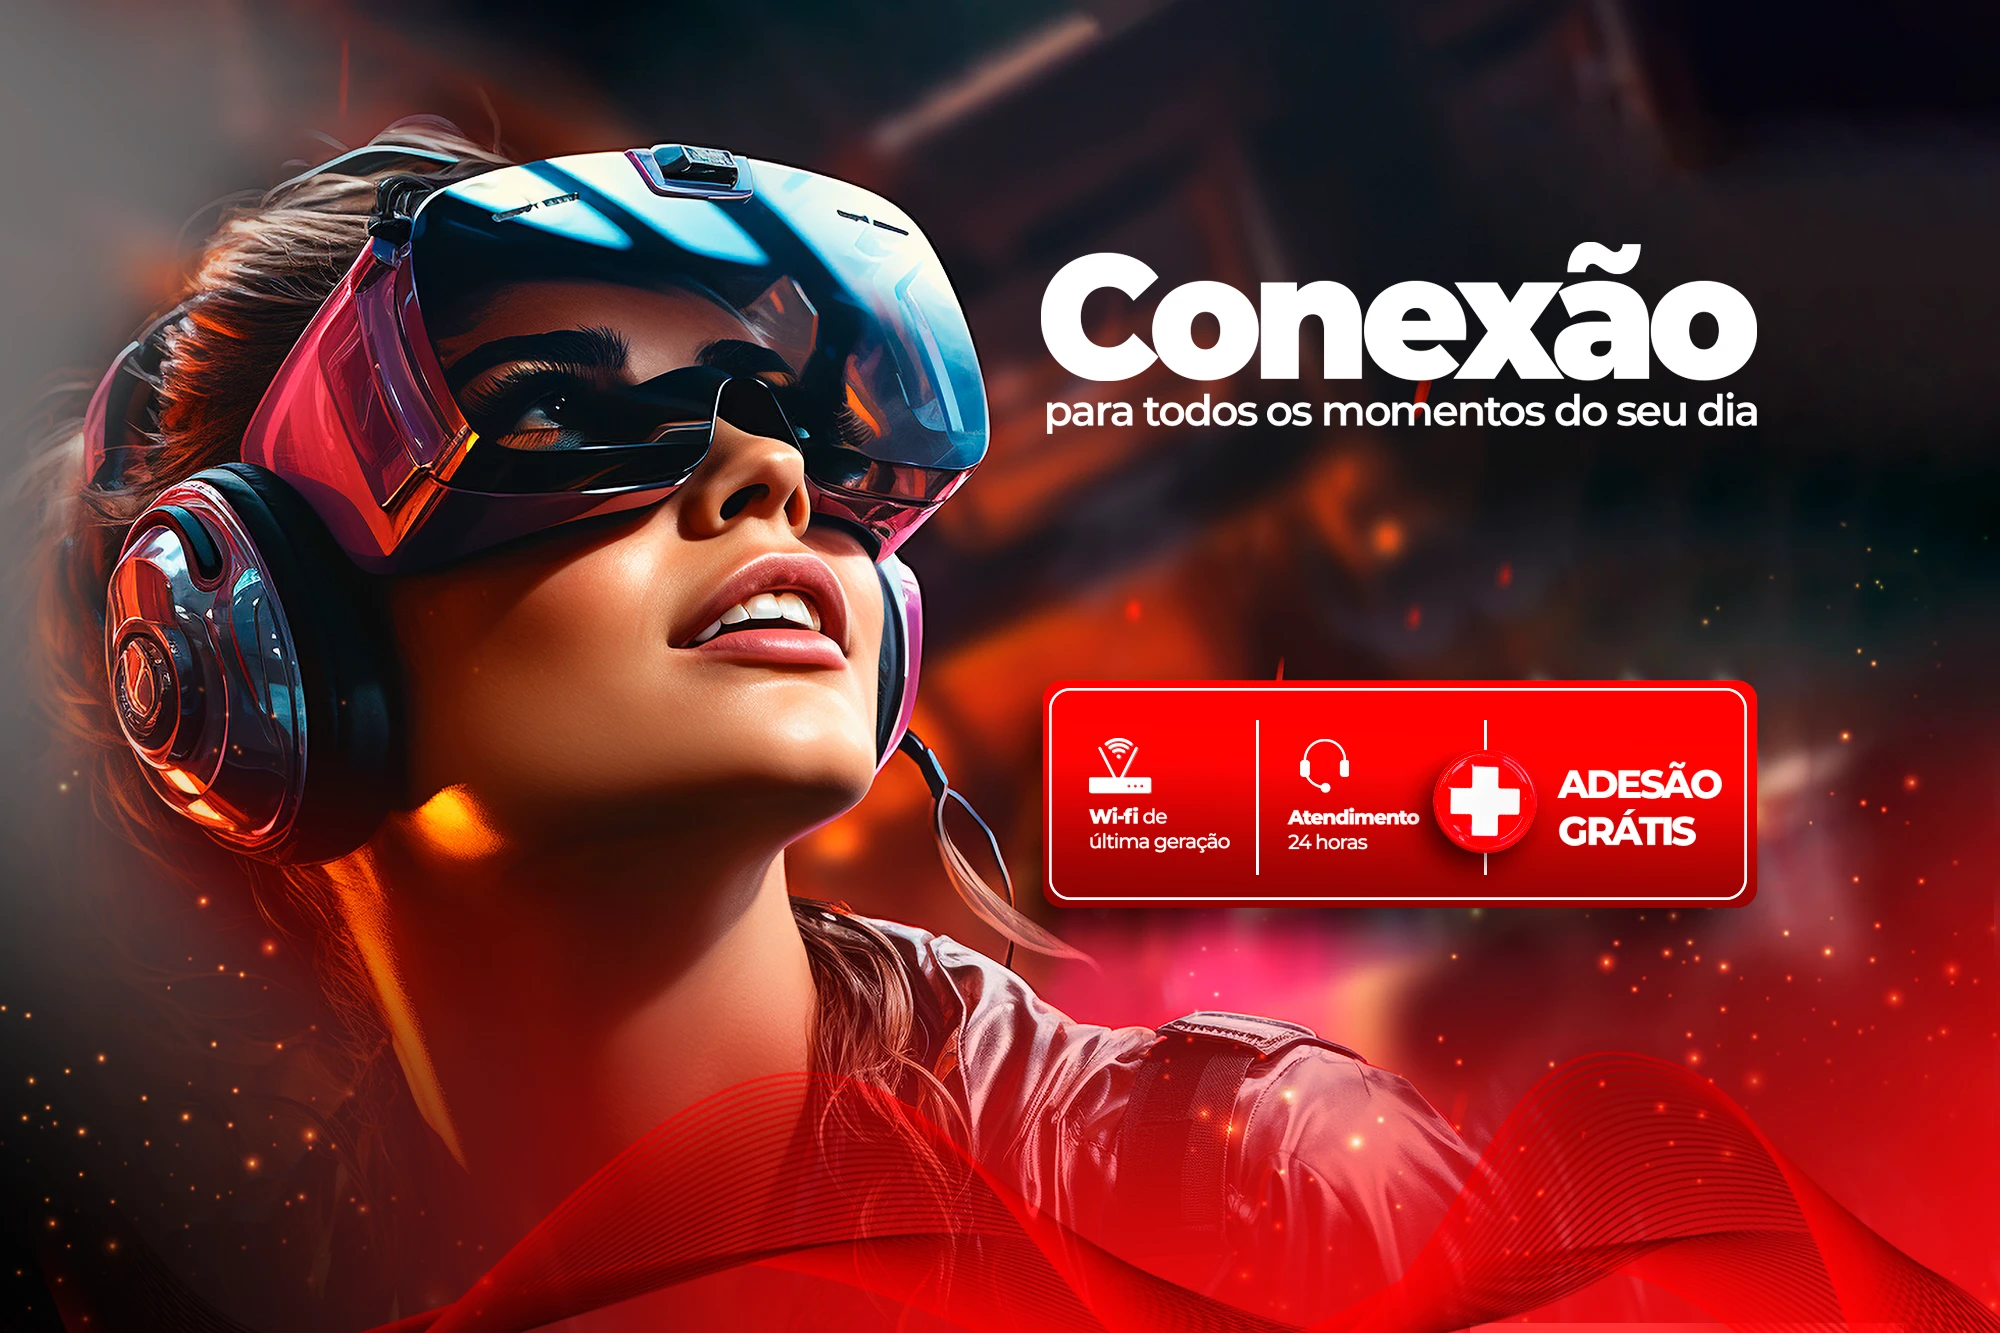 Conexão
para todos os momentos do seu dia
Wi-fi de
última geração
Atendimento
24 horas
ADESÃO
GRÁTIS